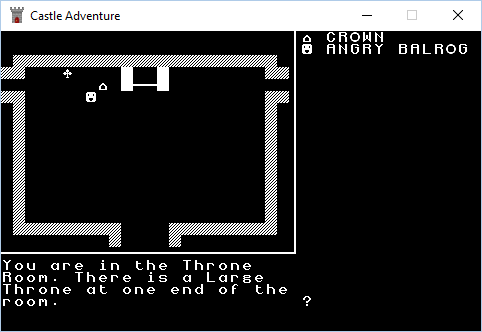 Castle Adventure
CROWN
ANGRY BALROG
You are in the Throne
Room. There is a Large
Throne at one end of the
room.
?